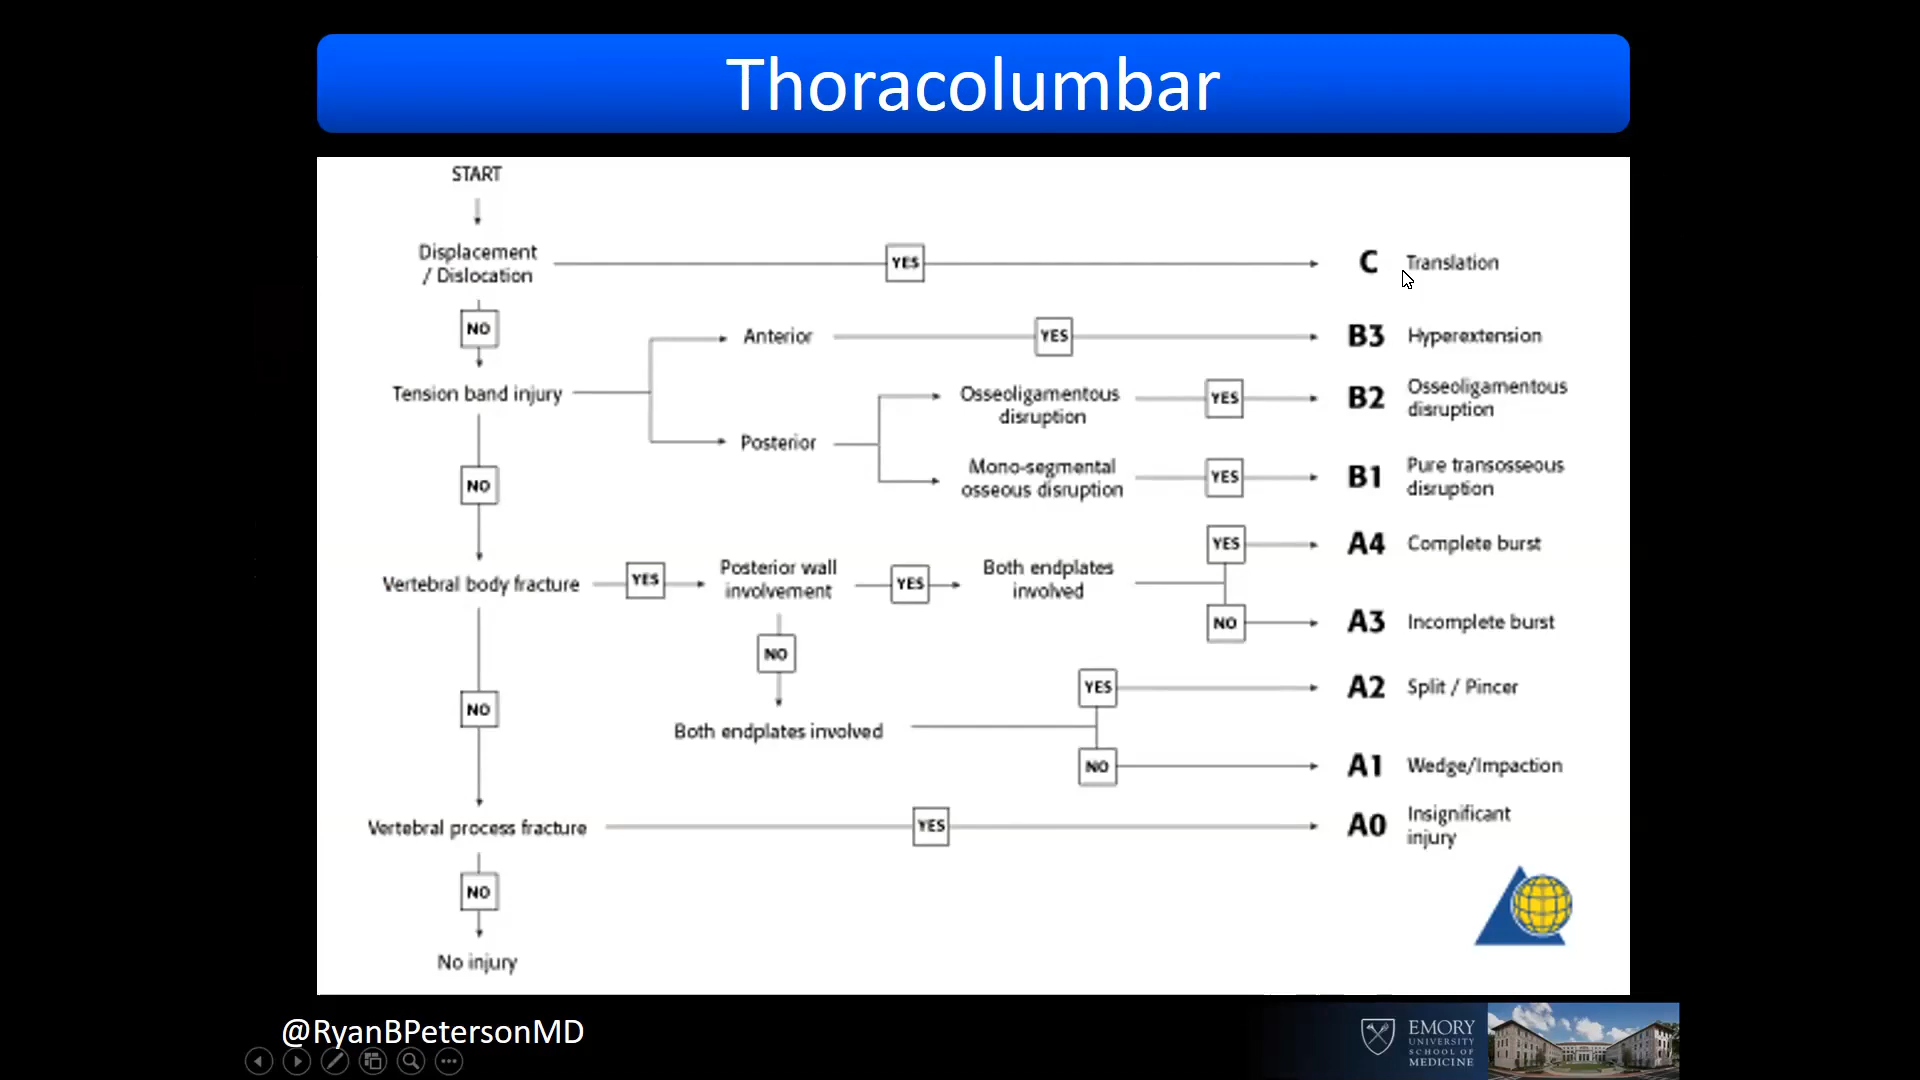 Thoracolumbar
START
Displacement
/ Dislocation
YES
C
Translation
NO
Anterior
YES
B3
Hyperextension
Tension band injury
Osseoligamentous
disruption
YES
B2
Osseoligamentous
disruption
Posterior
Mono-segmental
osseous disruption
YES
B1
Pure transosseous
disruption
NO
Vertebral body fracture
YES
Posterior wall
involvement
YES
Both endplates
involved
YES
A4
Complete burst
NO
A3
Incomplete burst
NO
Both endplates involved
YES
A2
Split / Pincer
NO
A1
Wedge/Impaction
NO
Vertebral process fracture
YES
A0
Insignificant
injury
NO
No injury
@RyanBPetersonMD
EMORY
UNIVERSITY
SCHOOL OF
MEDICINE